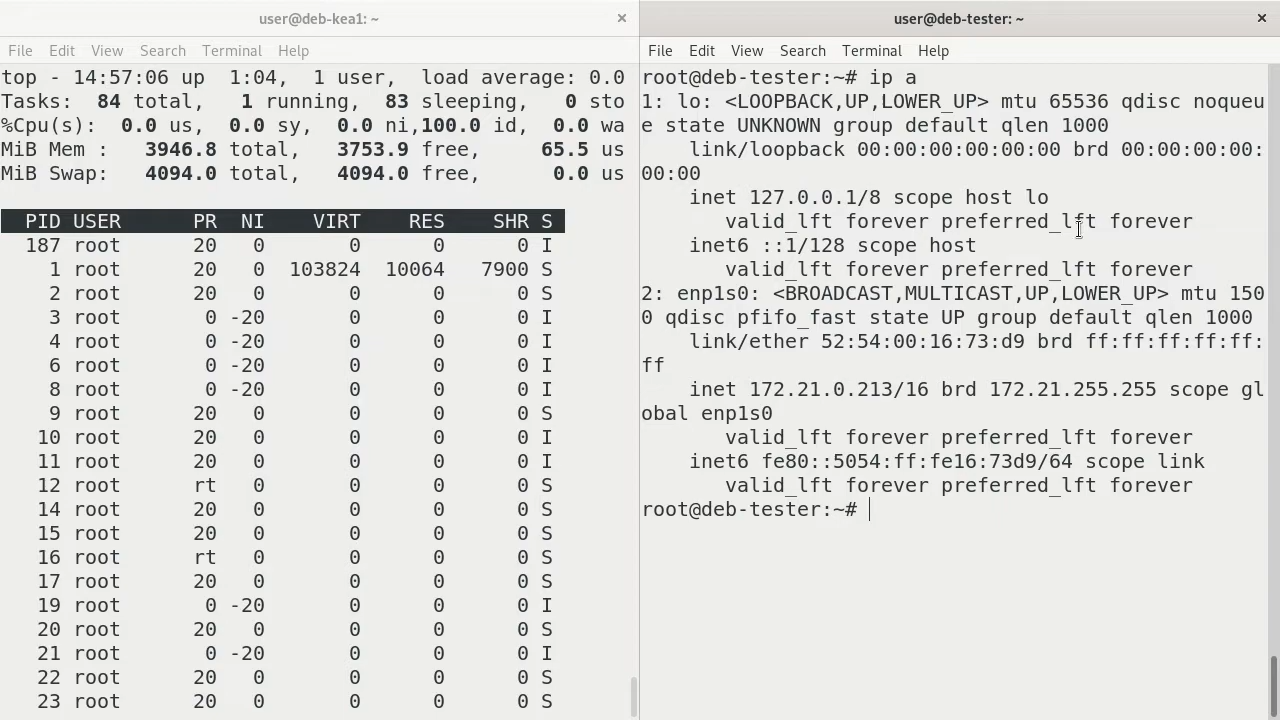 user@deb-kea1: ~ ×
File Edit View Search Terminal Help
top - 14:57:06 up  1:04,  1 user,  load average: 0.0
Tasks:  84 total,   1 running,  83 sleeping,   0 sto
%Cpu(s):  0.0 us,  0.0 sy,  0.0 ni,100.0 id,  0.0 wa
MiB Mem :   3946.8 total,   3753.9 free,     65.5 us
MiB Swap:   4094.0 total,   4094.0 free,      0.0 us
PID USER      PR  NI    VIRT    RES    SHR S
187 root      20   0       0      0      0 I
1 root      20   0  103824  10064   7900 S
2 root      20   0       0      0      0 S
3 root       0 -20       0      0      0 I
4 root       0 -20       0      0      0 I
6 root       0 -20       0      0      0 I
8 root       0 -20       0      0      0 I
9 root      20   0       0      0      0 S
10 root      20   0       0      0      0 I
11 root      20   0       0      0      0 I
12 root      rt   0       0      0      0 S
14 root      20   0       0      0      0 S
15 root      20   0       0      0      0 S
16 root      rt   0       0      0      0 S
17 root      20   0       0      0      0 S
19 root       0 -20       0      0      0 I
20 root      20   0       0      0      0 S
21 root       0 -20       0      0      0 I
22 root      20   0       0      0      0 S
23 root      20   0       0      0      0 S
user@deb-tester: ~ ×
File Edit View Search Terminal Help
root@deb-tester:~# ip a
1: lo: <LOOPBACK,UP,LOWER_UP> mtu 65536 qdisc noqueu
e state UNKNOWN group default qlen 1000
link/loopback 00:00:00:00:00:00 brd 00:00:00:00:
00:00
inet 127.0.0.1/8 scope host lo
valid_lft forever preferred_lft forever
inet6 ::1/128 scope host
valid_lft forever preferred_lft forever
2: enp1s0: <BROADCAST,MULTICAST,UP,LOWER_UP> mtu 150
0 qdisc pfifo_fast state UP group default qlen 1000
link/ether 52:54:00:16:73:d9 brd ff:ff:ff:ff:ff:
ff
inet 172.21.0.213/16 brd 172.21.255.255 scope gl
obal enp1s0
valid_lft forever preferred_lft forever
inet6 fe80::5054:ff:fe16:73d9/64 scope link
valid_lft forever preferred_lft forever
root@deb-tester:~#